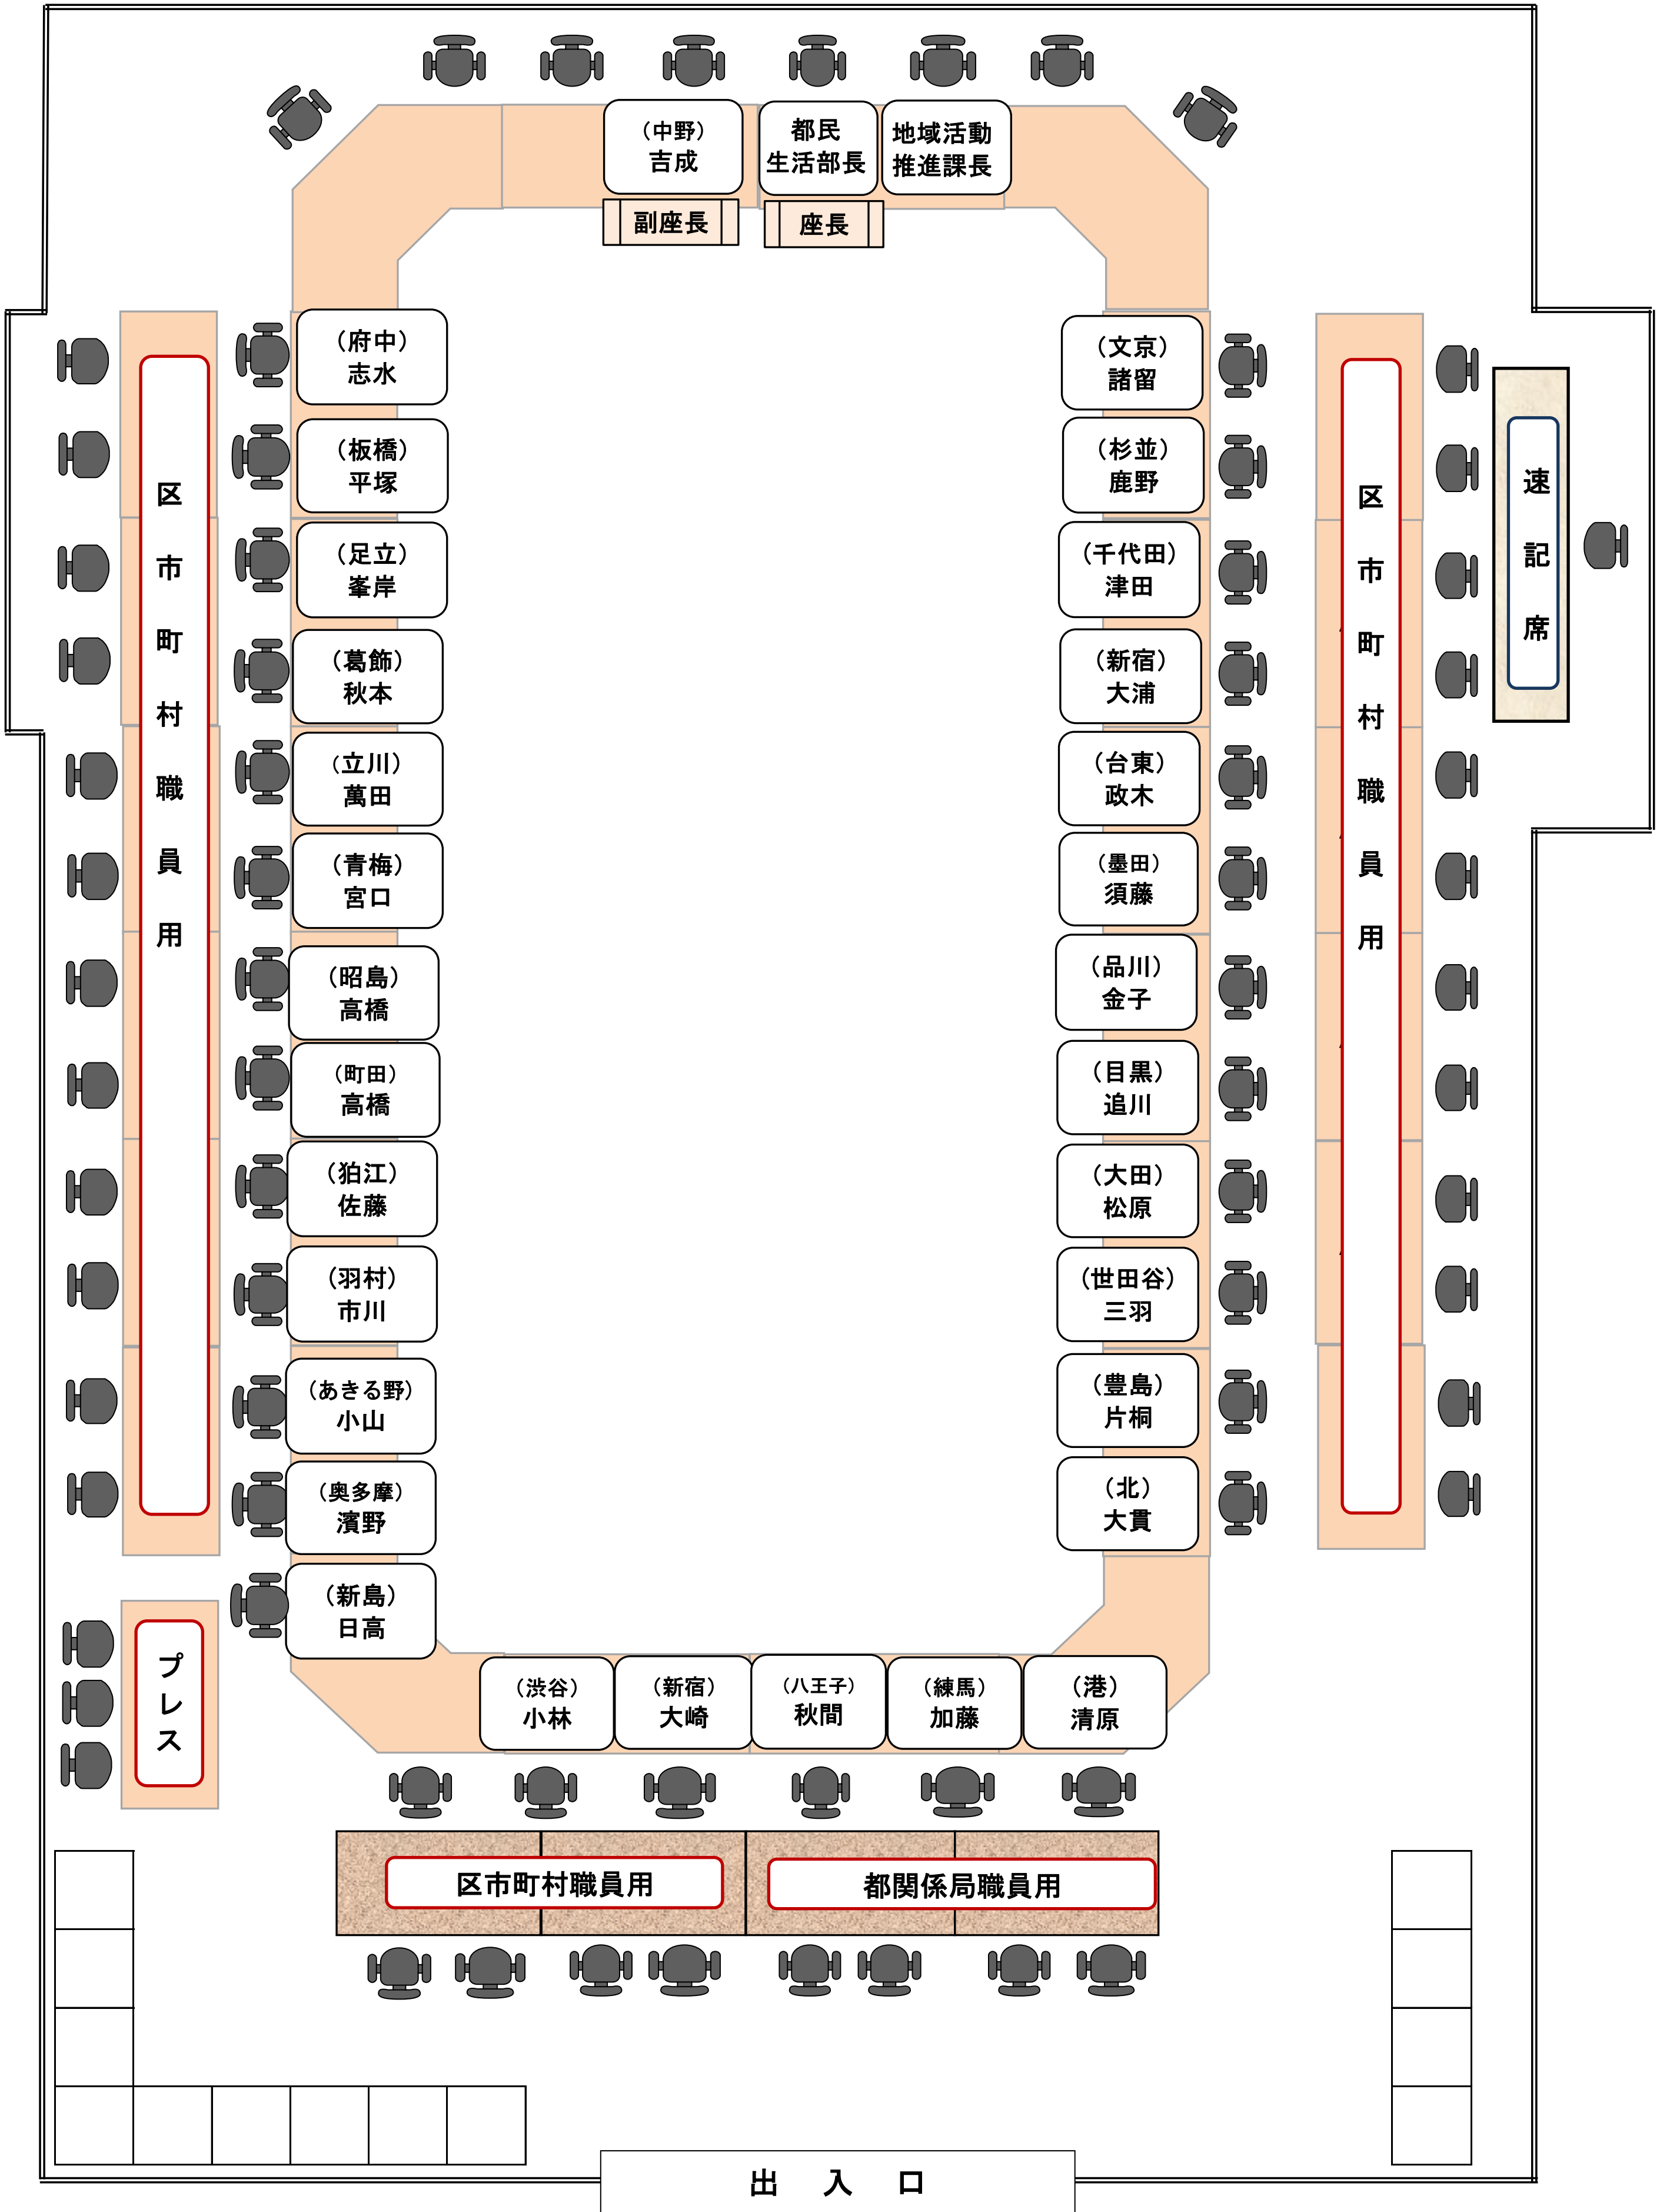 （中野）
吉成
都民
生活部長
地域活動
推進課長
副座長
座長
（府中）
志水
（板橋）
平塚
（足立）
峯岸
（葛飾）
秋本
（立川）
萬田
（青梅）
宮口
（昭島）
高橋
（町田）
高橋
（狛江）
佐藤
（羽村）
市川
（あきる野）
小山
（奥多摩）
濱野
（新島）
日高
（文京）
諸留
（杉並）
鹿野
（千代田）
津田
（新宿）
大浦
（台東）
政木
（墨田）
須藤
（品川）
金子
（目黒）
追川
（大田）
松原
（世田谷）
三羽
（豊島）
片桐
（北）
大貫
（渋谷）
小林
（新宿）
大崎
（八王子）
秋間
（練馬）
加藤
（港）
清原
区市町村職員用
区市町村職員用
速記席
プレス
区市町村職員用
都関係局職員用
出　入　口